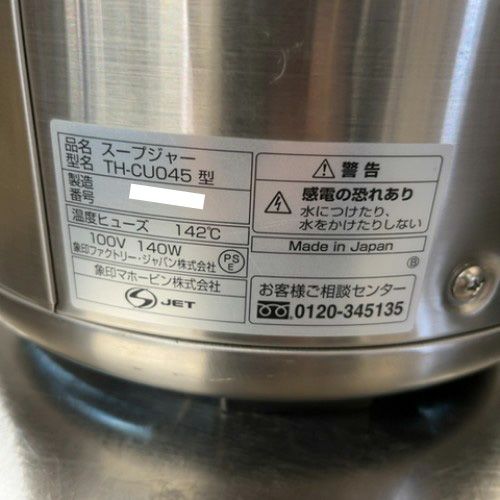 品名 スープジャー
型名 TH-CU045 型
製造
番号
温度ヒューズ 142℃
100V 140W
象印ファクトリー・ジャパン株式会社
PS
E
象印マホービン株式会社
S JET
警告
感電の恐れあり
水につけたり、
水をかけたりしない
Made in Japan
Ⓑ
お客様ご相談センター
0120-345135